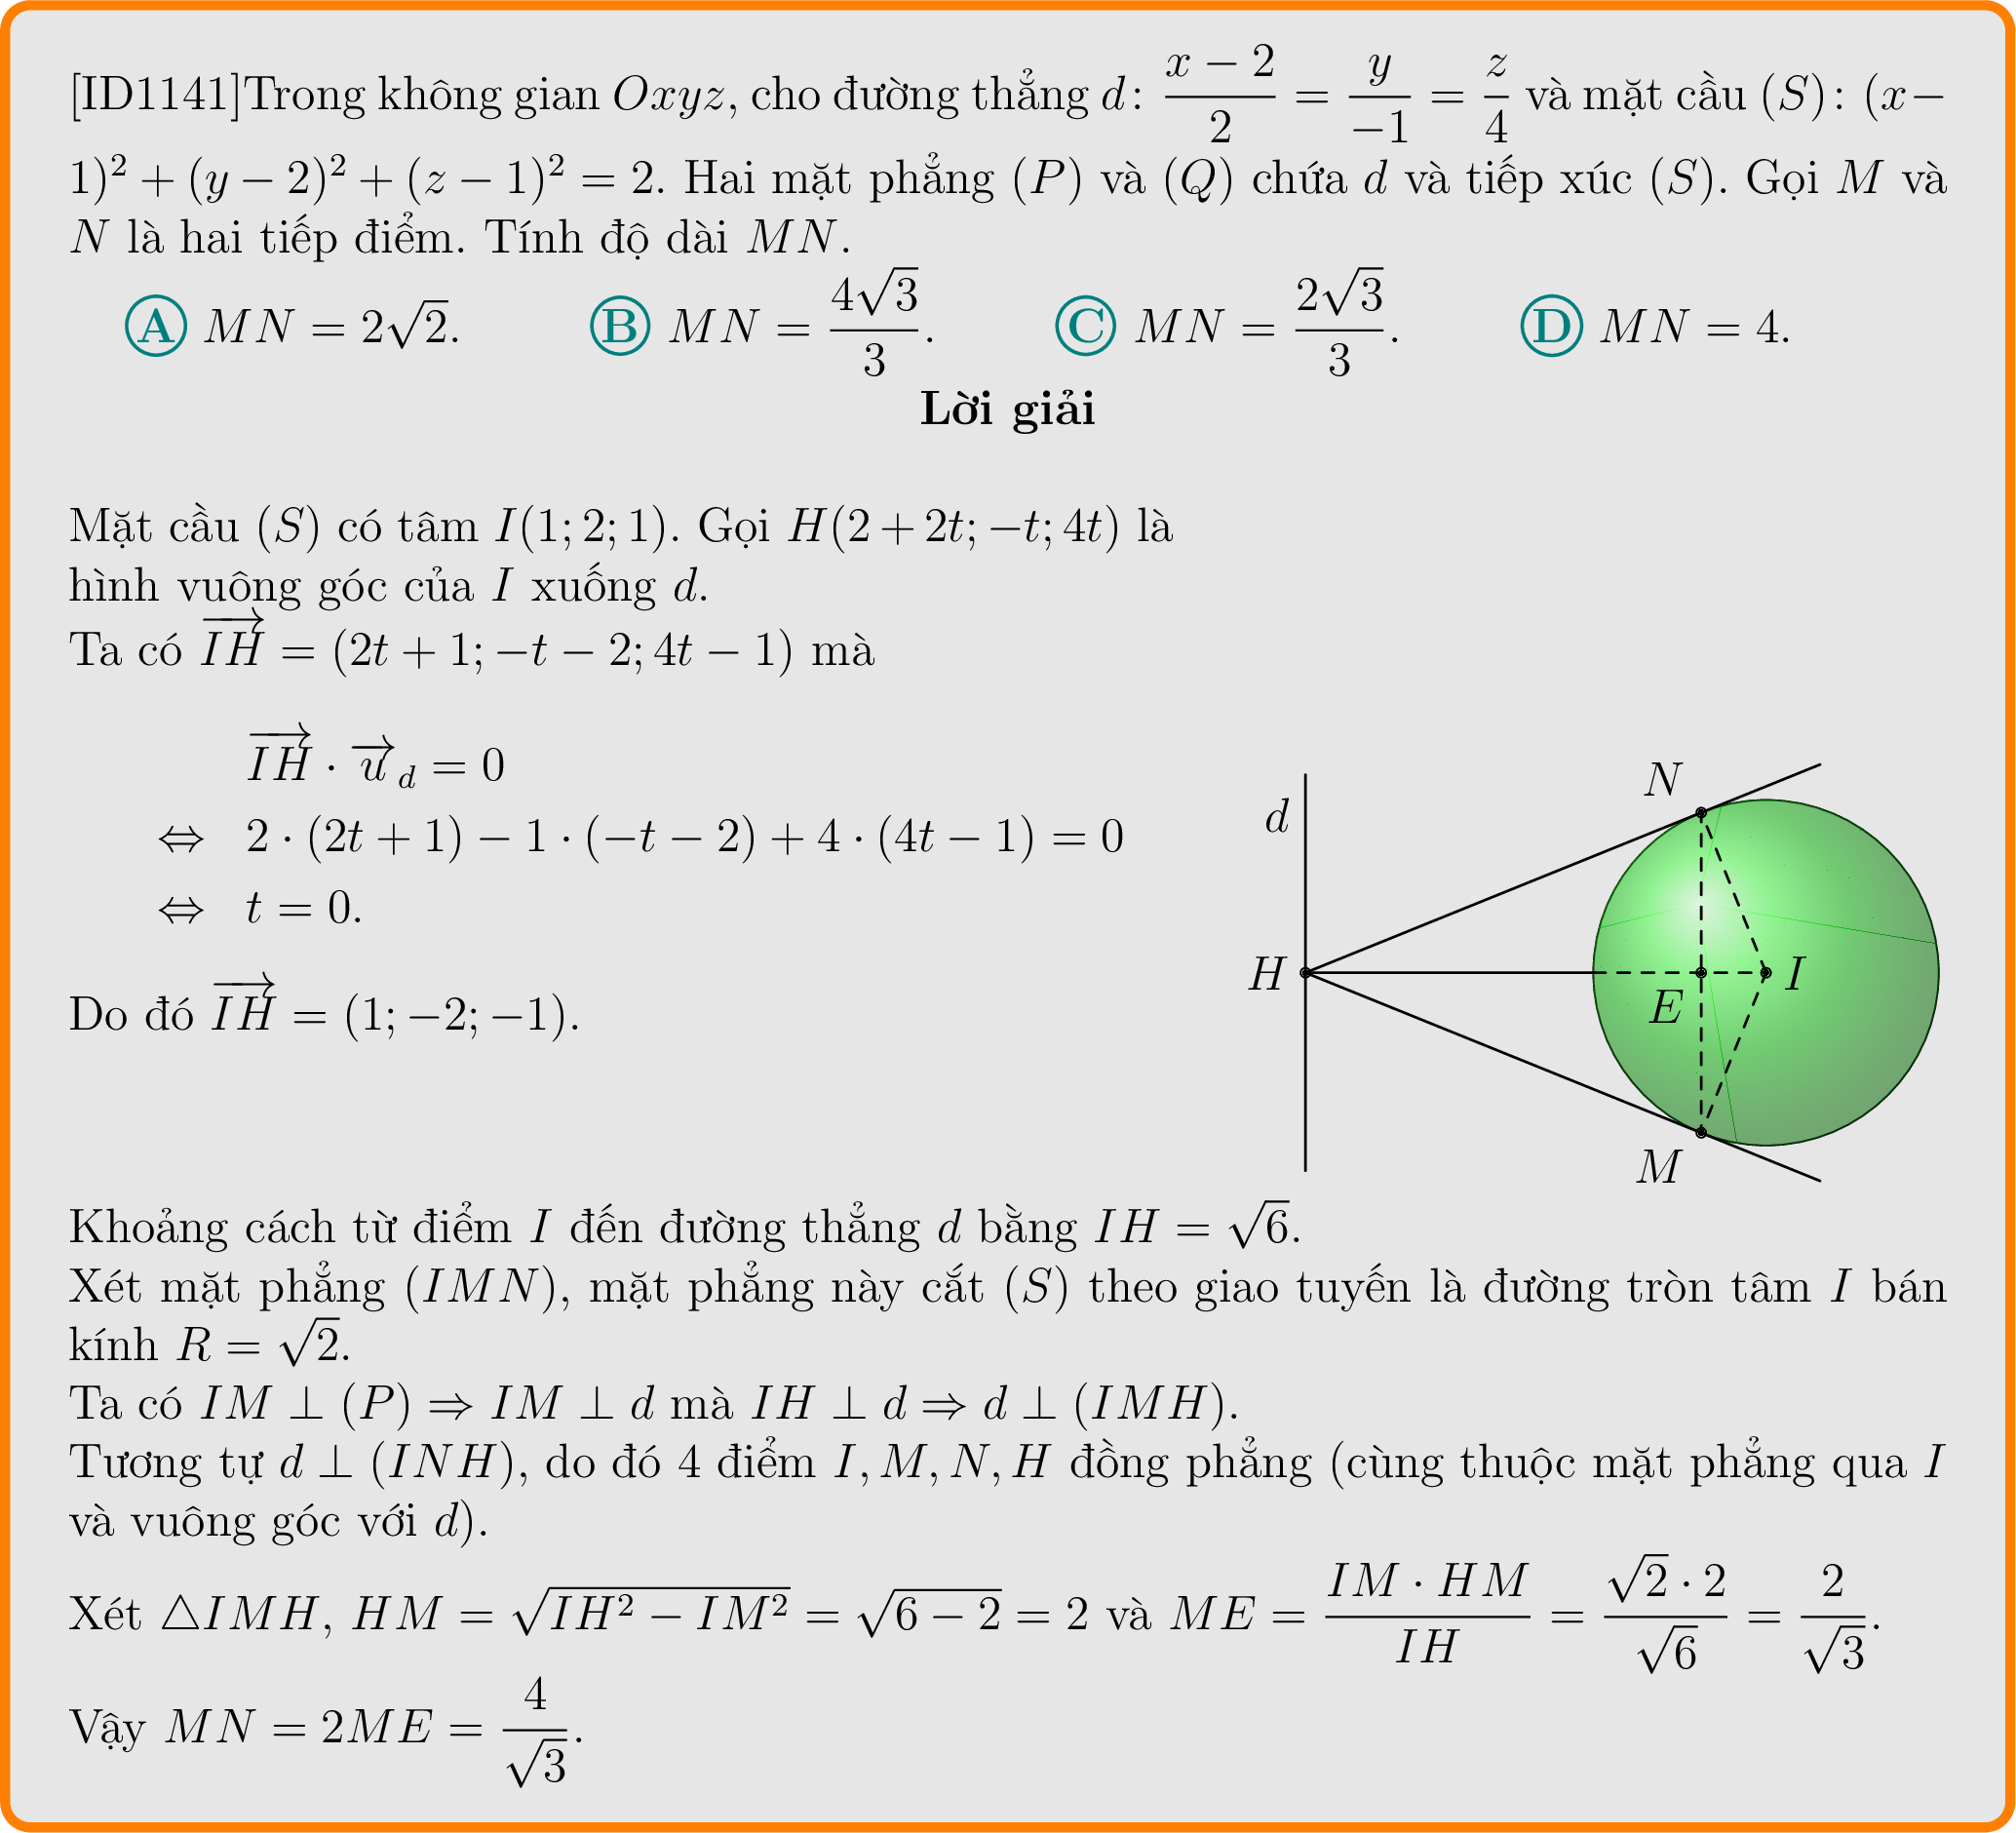 [ID1141]Trong không gian $Oxyz$, cho đường thẳng $d\colon \dfrac{x-2}{2} = \dfrac{y}{-1} = \dfrac{z}{4}$ và mặt cầu $(S)\colon (x-$
$1)^2 + (y-2)^2 + (z-1)^2 = 2$. Hai mặt phẳng $(P)$ và $(Q)$ chứa $d$ và tiếp xúc $(S)$. Gọi $M$ và
$N$ là hai tiếp điểm. Tính độ dài $MN$.
A $MN = 2\sqrt{2}$. B $MN = \dfrac{4\sqrt{3}}{3}$. C $MN = \dfrac{2\sqrt{3}}{3}$. D $MN = 4$.
Lời giải
Mặt cầu $(S)$ có tâm $I(1; 2; 1)$. Gọi $H(2 + 2t; -t; 4t)$ là
hình vuông góc của $I$ xuống $d$.
Ta có $\overrightarrow{IH} = (2t + 1; -t - 2; 4t - 1)$ mà
$\overrightarrow{IH} \cdot \overrightarrow{u}_d = 0$
$\Leftrightarrow 2 \cdot (2t + 1) - 1 \cdot (-t - 2) + 4 \cdot (4t - 1) = 0$
$\Leftrightarrow t = 0$.
Do đó $\overrightarrow{IH} = (1; -2; -1)$.
N
d
H
I
E
M
Khoảng cách từ điểm $I$ đến đường thẳng $d$ bằng $IH = \sqrt{6}$.
Xét mặt phẳng $(IMN)$, mặt phẳng này cắt $(S)$ theo giao tuyến là đường tròn tâm $I$ bán
kính $R = \sqrt{2}$.
Ta có $IM \perp (P) \Rightarrow IM \perp d$ mà $IH \perp d \Rightarrow d \perp (IMH)$.
Tương tự $d \perp (INH)$, do đó 4 điểm $I, M, N, H$ đồng phẳng (cùng thuộc mặt phẳng qua $I$
và vuông góc với $d$).
Xét $\triangle IMH$, $HM = \sqrt{IH^2 - IM^2} = \sqrt{6 - 2} = 2$ và $ME = \dfrac{IM \cdot HM}{IH} = \dfrac{\sqrt{2} \cdot 2}{\sqrt{6}} = \dfrac{2}{\sqrt{3}}$.
Vậy $MN = 2ME = \dfrac{4}{\sqrt{3}}$.